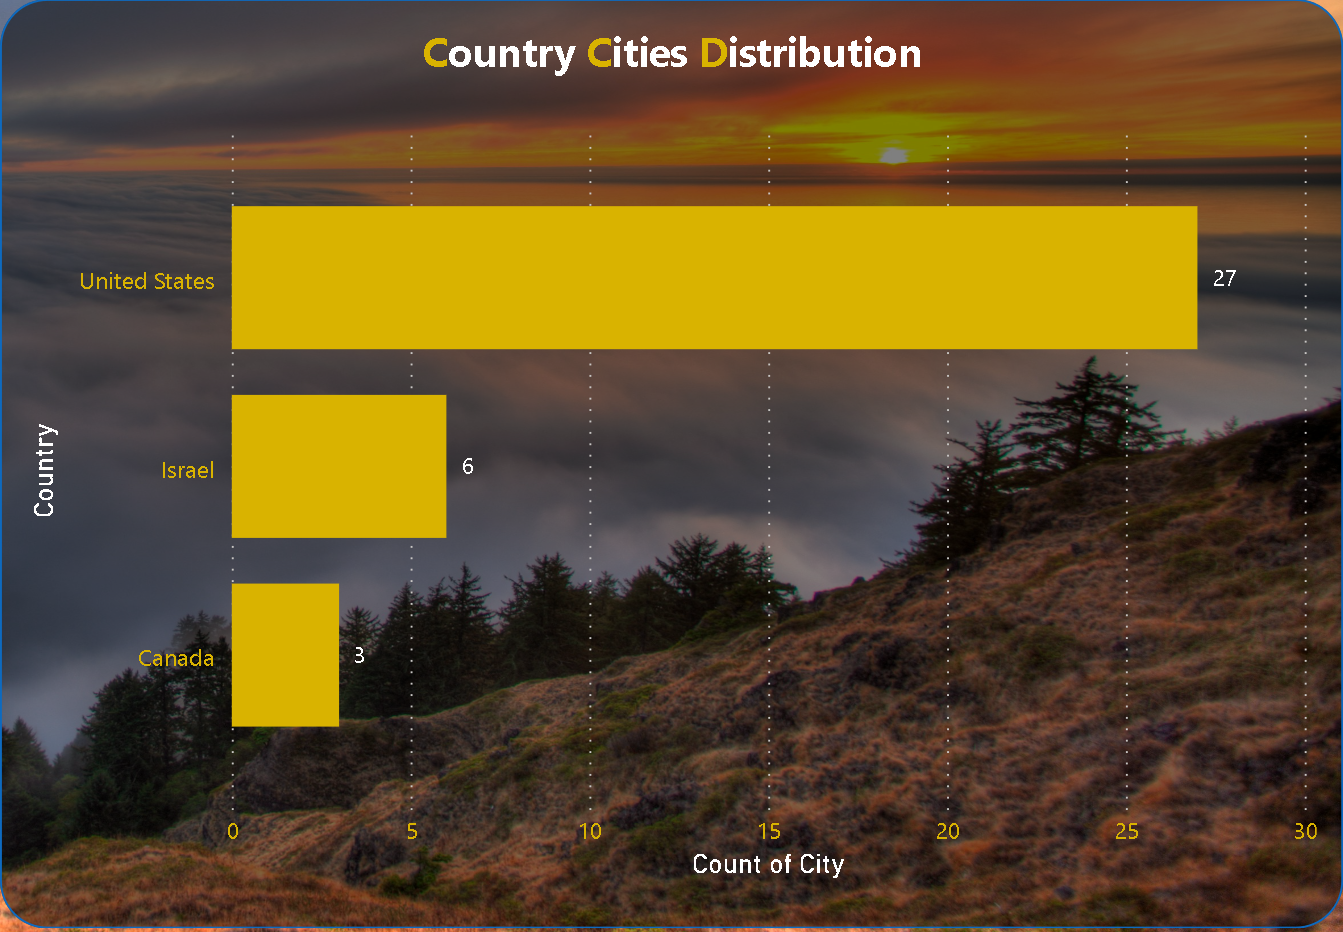 Country Cities Distribution
United States
27
Israel
6
Canada
3
Country
0 5 10 15 20 25 30
Count of City